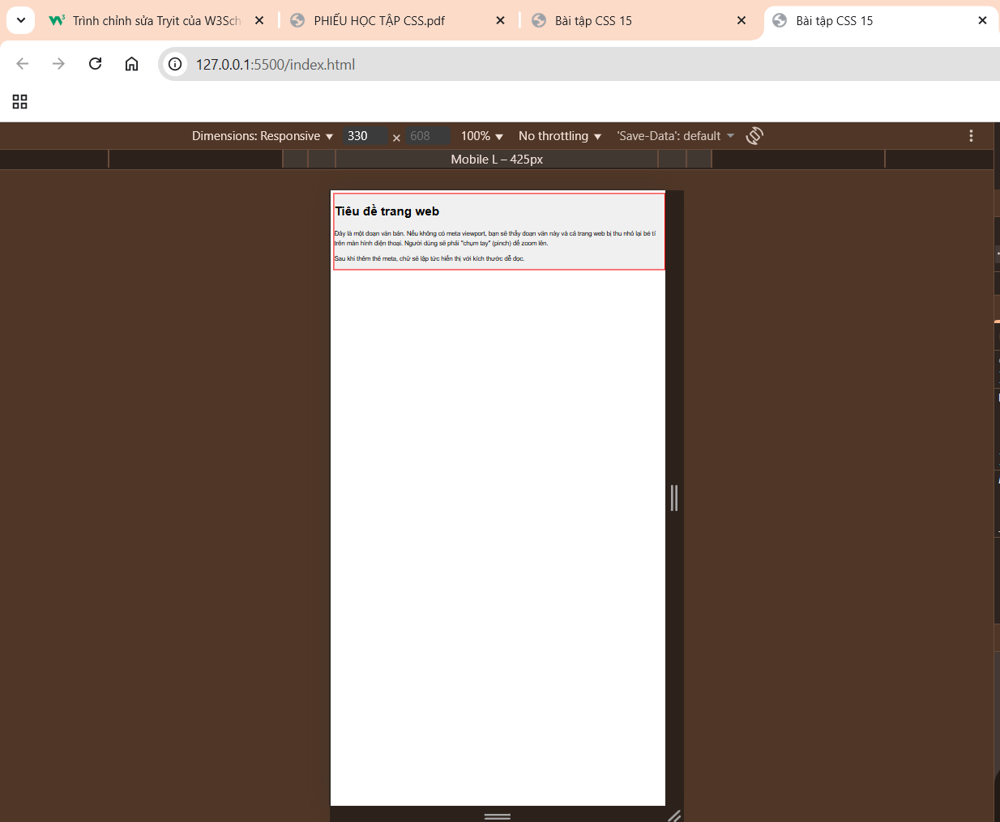 Trình chỉnh sửa Tryit của W3Sch
PHIẾU HỌC TẬP CSS.pdf
Bài tập CSS 15
Bài tập CSS 15
127.0.0.1:5500/index.html
Dimensions: Responsive
330 × 608
100%
No throttling
'Save-Data': default
Mobile L – 425px
Tiêu đề trang web
Đây là một đoạn văn bản. Nếu không có meta viewport, bạn sẽ thấy đoạn văn này và cả trang web bị thu nhỏ lại bé tí
trên màn hình điện thoại. Người dùng sẽ phải "chụm tay" (pinch) để zoom lên.
Sau khi thêm thẻ meta, chữ sẽ lập tức hiển thị với kích thước dễ đọc.